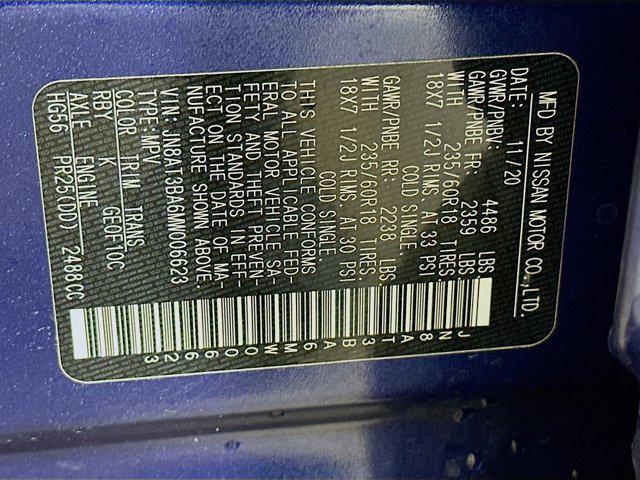 MFD BY NISSAN MOTOR CO.,LTD.
DATE: 11/20
GVWR/PNBV: 4486 LBS.
GAWR/PNBE FR: 2359 LBS.
WITH 235/60R18
18X7 1/2J RIMS, AT 33 PSI
COLD SINGLE.
GAWR/PNBE RR: 2238 LBS.
WITH 235/60R18
18X7 1/2J RIMS, AT 30 PSI
COLD SINGLE
THIS VEHICLE CONFORMS
TO ALL APPLICABLE FED-
ERAL MOTOR VEHICLE SA-
FETY AND THEFT PREVEN-
TION STANDARDS IN EFF-
ECT ON THE DATE OF MA-
NUFACTURE SHOWN ABOVE.
VIN: JN8AT3BA6MW006623
TYPE:MPV
COLOR TRIM TRANS.
RBY K GE0F10C
AXLE ENGINE
HG56 PR25(DD) 2488CC
JN8AT3BA6MW006623